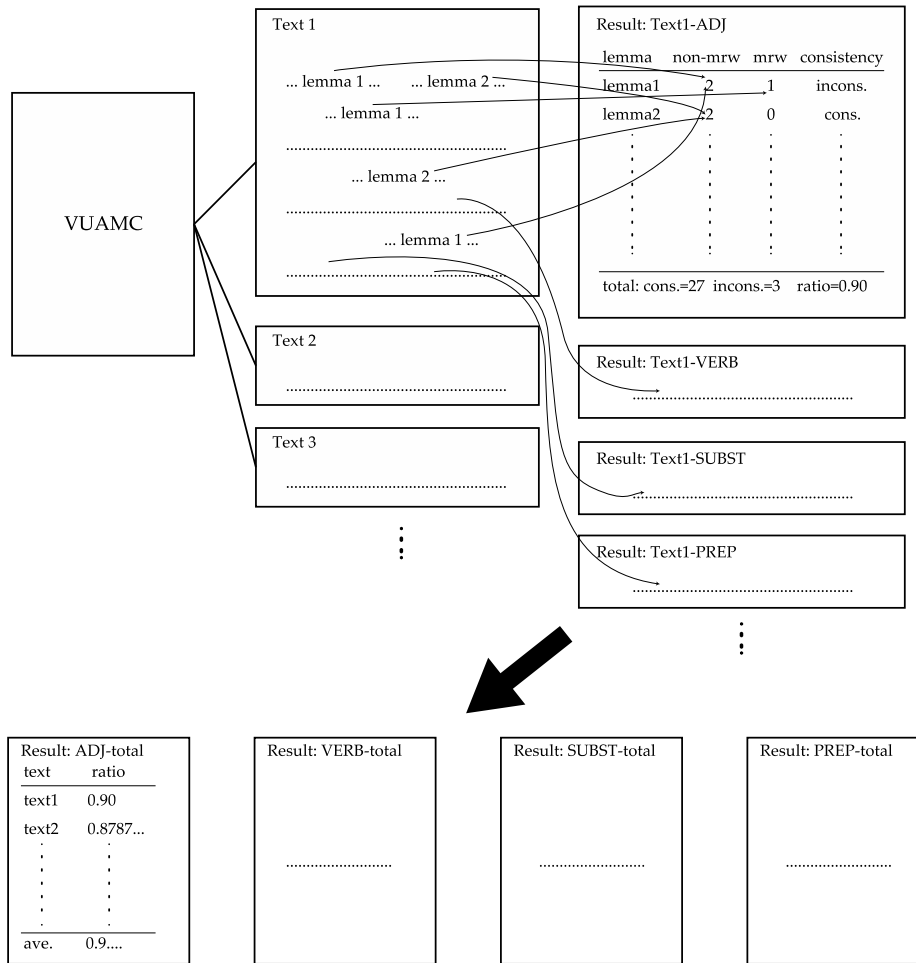 VUAMC
Text 1
... lemma 1 ... ... lemma 2 ...
... lemma 1 ...
... lemma 2 ...
... lemma 1 ...
Text 2
Text 3
Result: Text1-ADJ
lemma non-mrw mrw consistency
lemma1 2 1 incons.
lemma2 2 0 cons.
total: cons.=27 incons.=3 ratio=0.90
Result: Text1-VERB
Result: Text1-SUBST
Result: Text1-PREP
Result: ADJ-total
text ratio
text1 0.90
text2 0.8787...
ave. 0.9....
Result: VERB-total
Result: SUBST-total
Result: PREP-total